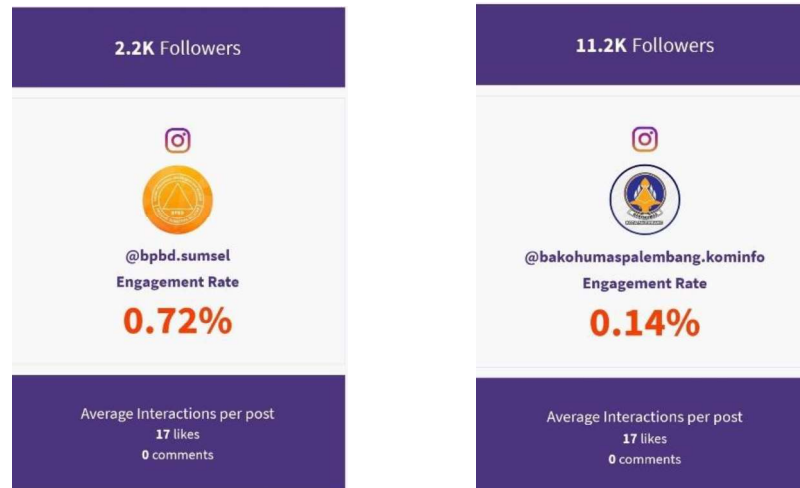 2.2K Followers
@bpbd.sumsel
Engagement Rate
0.72%
Average Interactions per post
17 likes
0 comments
11.2K Followers
@bakohumaspalembang.kominfo
Engagement Rate
0.14%
Average Interactions per post
17 likes
0 comments